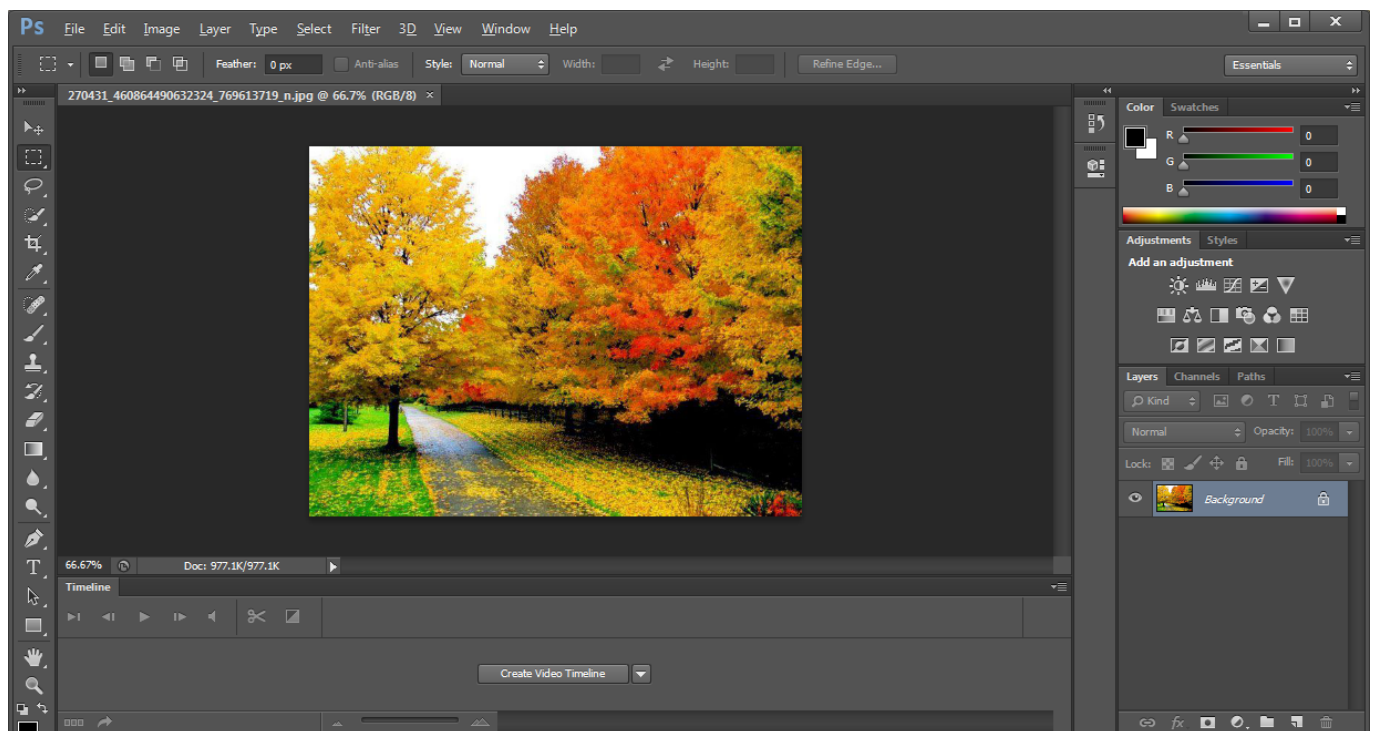 Ps File Edit Image Layer Type Select Filter 3D View Window Help
Feather: 0 px Anti-alias Style: Normal Width: Height: Refine Edge... Essentials
270431_460864490632324_769613719_n.jpg @ 66.7% (RGB/8) ×
Color Swatches
R 0
G 0
B 0
Adjustments Styles
Add an adjustment
Layers Channels Paths
Kind T
Normal Opacity: 100%
Lock: Fill: 100%
Background
T
66.67% Doc: 977.1K/977.1K
Timeline
Create Video Timeline
fx